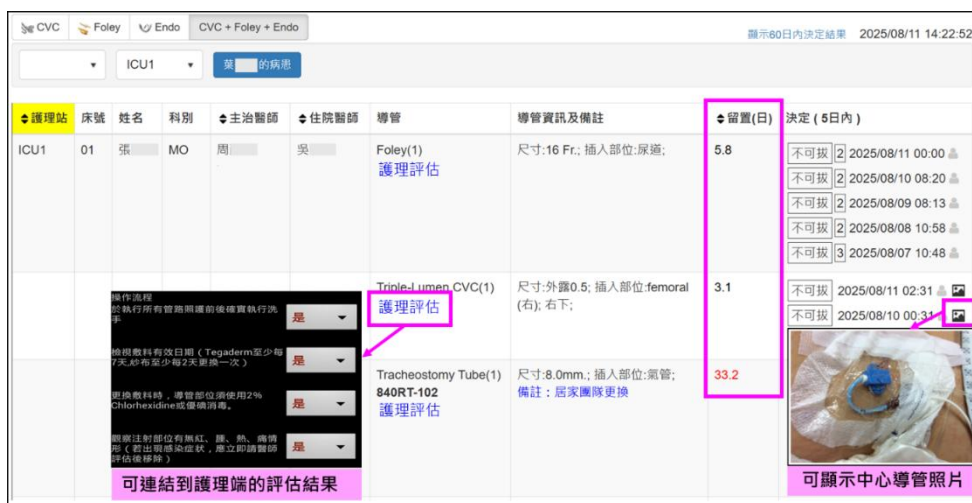 CVC Foley Endo CVC + Foley + Endo
顯示60日內決定結果 2025/08/11 14:22:52
ICU1 葉 的病患
護理站 床號 姓名 科別 主治醫師 住院醫師 導管 導管資訊及備註 留置(日) 決定 ( 5日內 )
ICU1 01 張 MO 周 吳 Foley(1) 尺寸:16 Fr.; 插入部位:尿道; 5.8 不可拔 2 2025/08/11 00:00
護理評估
不可拔 2 2025/08/10 08:20
不可拔 2 2025/08/09 08:13
不可拔 2 2025/08/08 10:58
不可拔 3 2025/08/07 10:48
Triple-Lumen CVC(1) 尺寸:外露0.5; 插入部位:femoral 3.1 不可拔 2025/08/11 02:31
護理評估 (右); 右下;
不可拔 2025/08/10 00:31
操作流程
於執行所有管路照護前後確實執行洗
手
是
檢視敷料有效日期（Tegaderm至少每
7天,紗布至少每2天更換一次）
是
更換敷料時，導管部位須使用2%
Chlorhexidine或優碘消毒。
是
觀察注射部位有無紅、腫、熱、痛情
形（若出現感染症狀，應立即請醫師
評估後移除）
是
可連結到護理端的評估結果
Tracheostomy Tube(1) 尺寸:8.0mm.; 插入部位:氣管; 33.2
840RT-102 備註：居家團隊更換
護理評估
可顯示中心導管照片